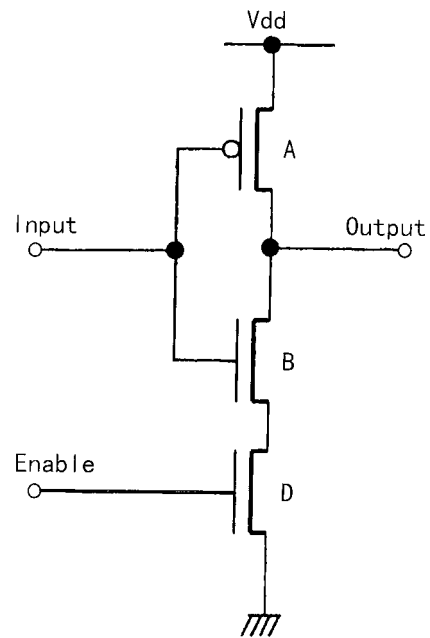 Vdd
A
Input
Output
B
Enable
D